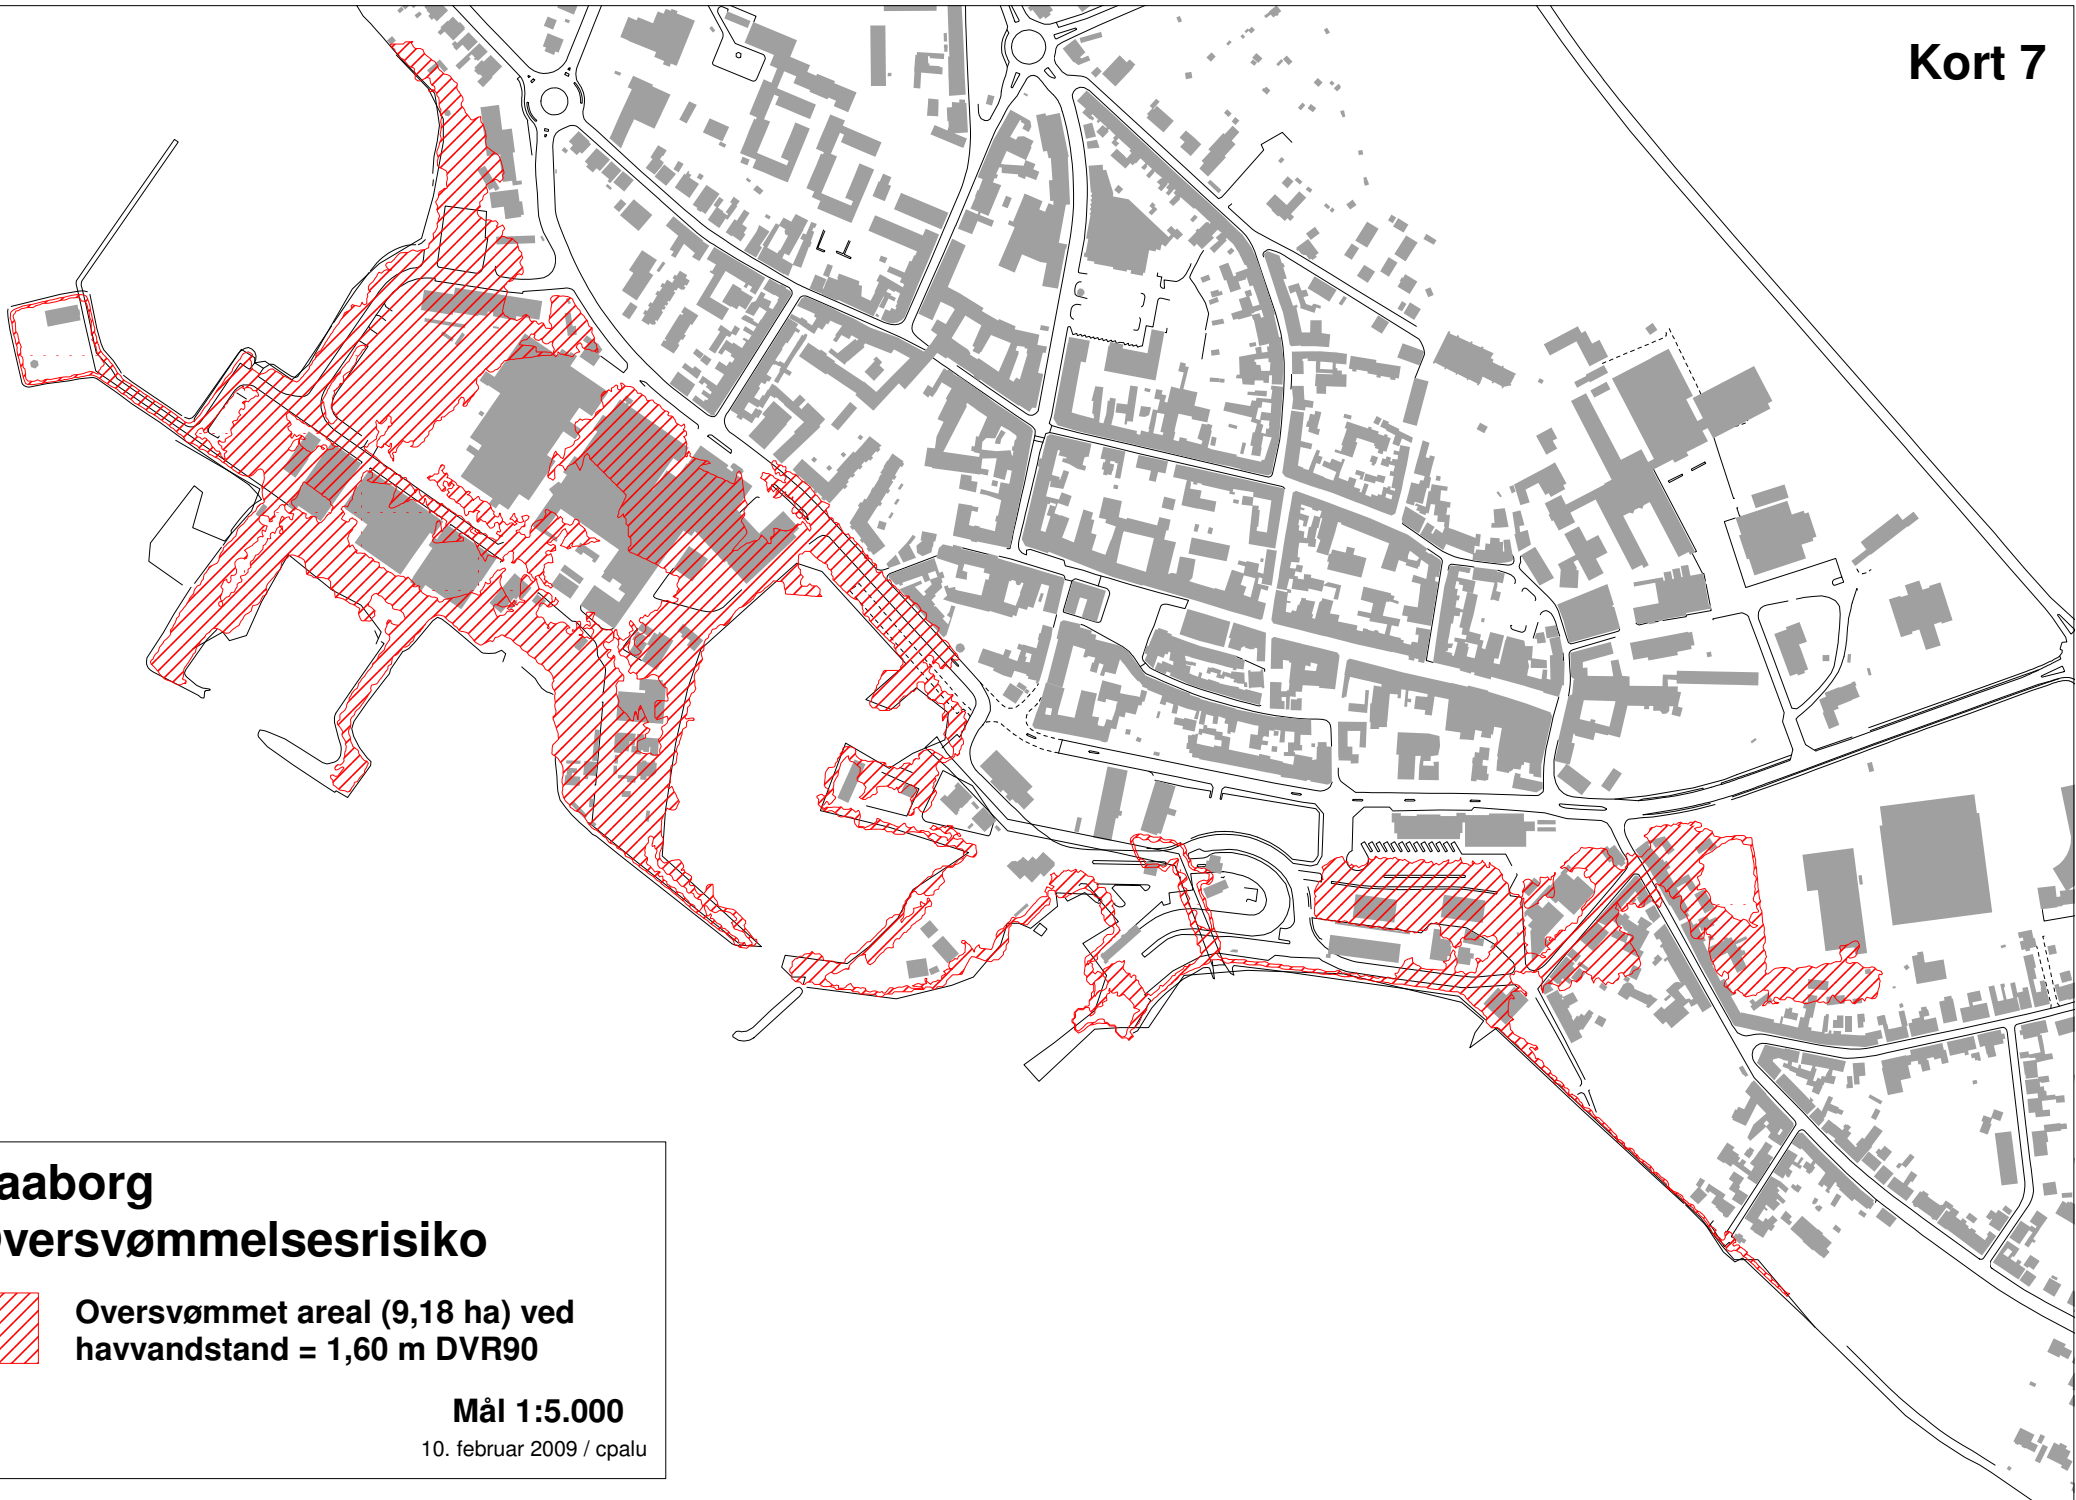 Kort 7
aaborg
versvømmelsesrisiko
Oversvømmet areal (9,18 ha) ved
havvandstand = 1,60 m DVR90
Mål 1:5.000
10. februar 2009 / cpalu